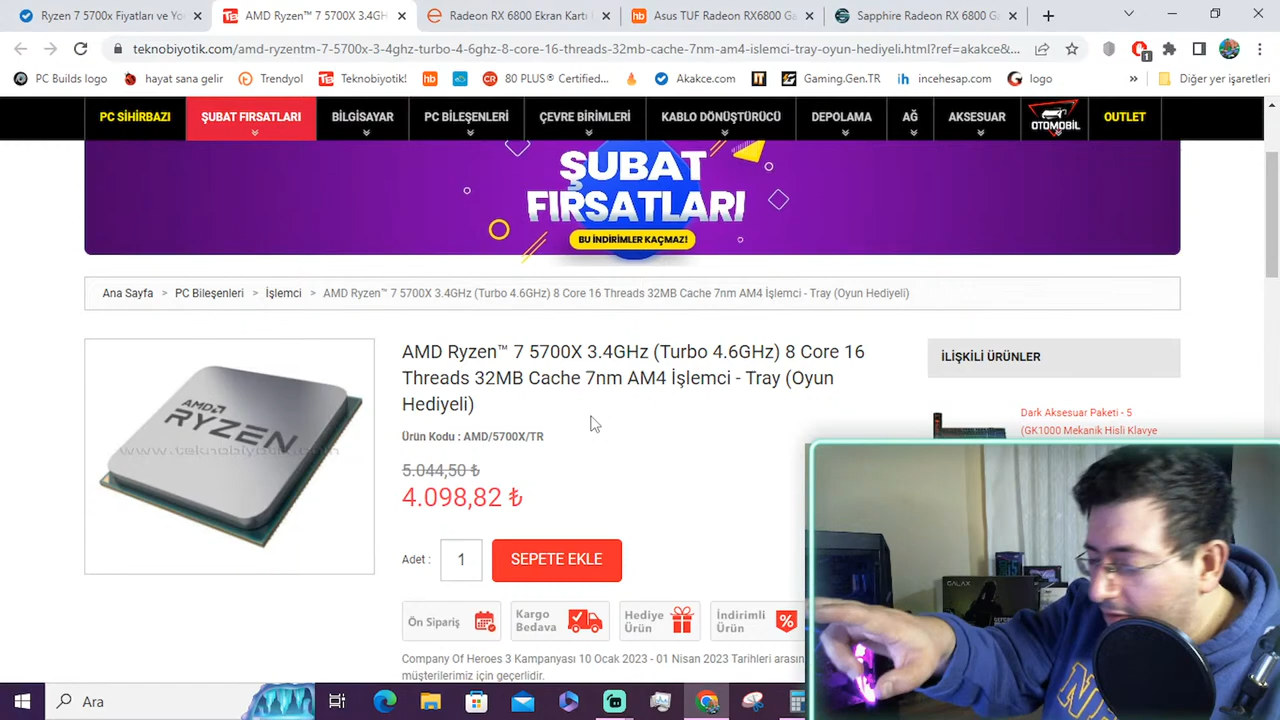 Ryzen 7 5700x Fiyatları ve Yo
AMD Ryzen™ 7 5700X 3.4GH
Radeon RX 6800 Ekran Kartı
Asus TUF Radeon RX6800 G
Sapphire Radeon RX 6800 G
teknobiyotik.com/amd-ryzentm-7-5700x-3-4ghz-turbo-4-6ghz-8-core-16-threads-32mb-cache-7nm-am4-islemci-tray-oyun-hediyeli.html?ref=akakce&...
PC Builds logo
hayat sana gelir
Trendyol
Teknobiyotik!
hb
80 PLUS® Certified...
Akakce.com
Gaming.Gen.TR
incehesap.com
logo
»
Diğer yer işaretleri
PC SİHİRBAZI
ŞUBAT FIRSATLARI
BİLGİSAYAR
PC BİLEŞENLERİ
ÇEVRE BİRİMLERİ
KABLO DÖNÜŞTÜRÜCÜ
DEPOLAMA
AĞ
AKSESUAR
OTOMOBİL
OUTLET
ŞUBAT
FIRSATLARI
BU İNDİRİMLER KAÇMAZ!
Ana Sayfa > PC Bileşenleri > İşlemci > AMD Ryzen™ 7 5700X 3.4GHz (Turbo 4.6GHz) 8 Core 16 Threads 32MB Cache 7nm AM4 İşlemci - Tray (Oyun Hediyeli)
AMD
RYZEN
www.teknobiyotik.com
AMD Ryzen™ 7 5700X 3.4GHz (Turbo 4.6GHz) 8 Core 16
Threads 32MB Cache 7nm AM4 İşlemci - Tray (Oyun
Hediyeli)
Ürün Kodu : AMD/5700X/TR
5.044,50 ₺
4.098,82 ₺
Adet :
1
SEPETE EKLE
Ön Sipariş
Kargo
Bedava
Hediye
Ürün
İndirimli
Ürün
Company Of Heroes 3 Kampanyası 10 Ocak 2023 - 01 Nisan 2023 Tarihleri arasın
müşterilerimiz için geçerlidir.
İLİŞKİLİ ÜRÜNLER
Dark Aksesuar Paketi - 5
(GK1000 Mekanik Hisli Klavye
GALAX
Ara